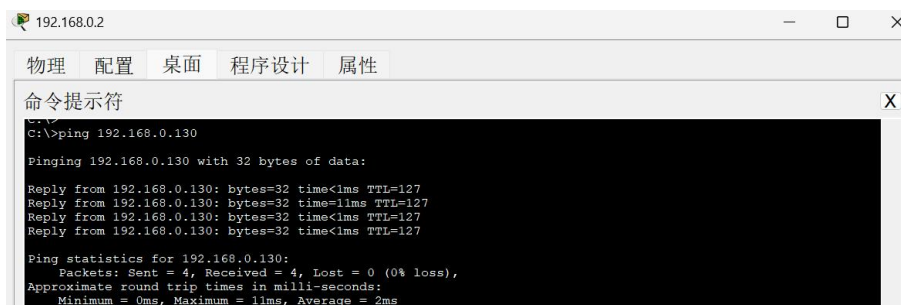 192.168.0.2
物理 配置 桌面 程序设计 属性
命令提示符
X
C:\>
C:\>ping 192.168.0.130
Pinging 192.168.0.130 with 32 bytes of data:
Reply from 192.168.0.130: bytes=32 time<1ms TTL=127
Reply from 192.168.0.130: bytes=32 time=11ms TTL=127
Reply from 192.168.0.130: bytes=32 time<1ms TTL=127
Reply from 192.168.0.130: bytes=32 time<1ms TTL=127
Ping statistics for 192.168.0.130:
Packets: Sent = 4, Received = 4, Lost = 0 (0% loss),
Approximate round trip times in milli-seconds:
Minimum = 0ms, Maximum = 11ms, Average = 2ms